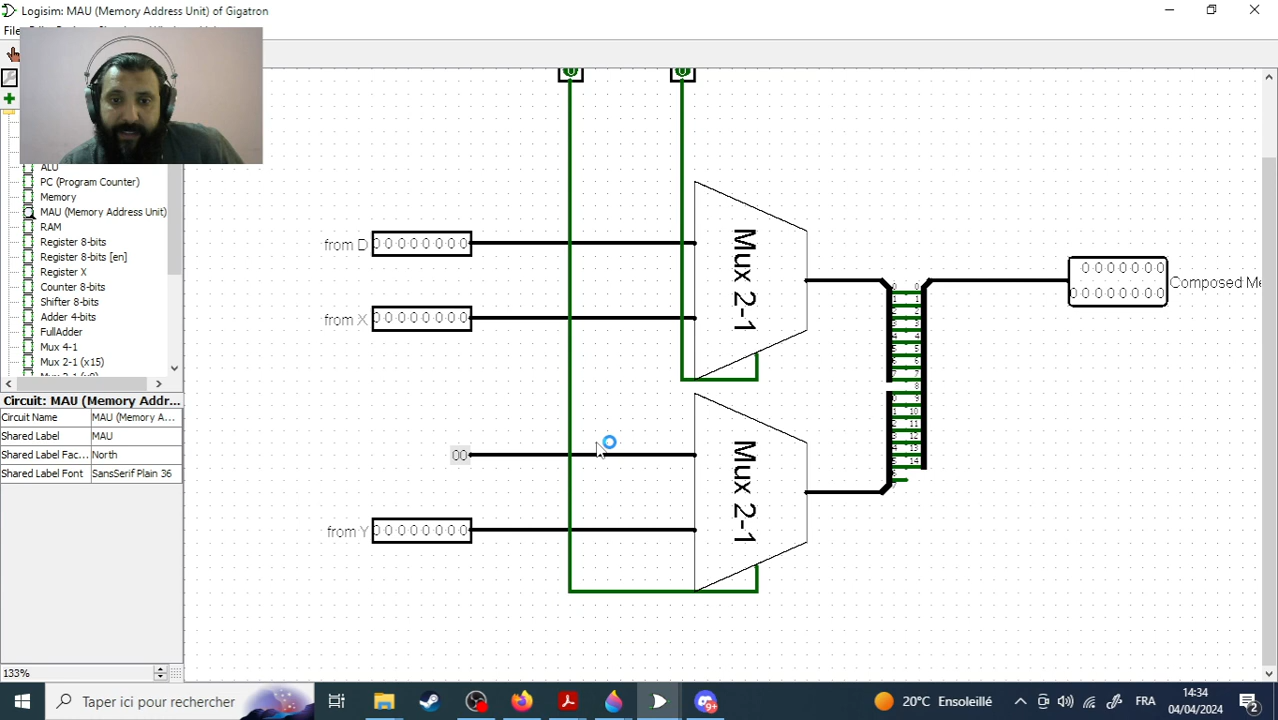 Logisim: MAU (Memory Address Unit) of Gigatron
ALU
PC (Program Counter)
Memory
MAU (Memory Address Unit)
RAM
Register 8-bits
Register 8-bits [en]
Register X
Counter 8-bits
Shifter 8-bits
Adder 4-bits
FullAdder
Mux 4-1
Mux 2-1 (x15)
Circuit: MAU (Memory Addr...
Circuit Name MAU (Memory A...
Shared Label MAU
Shared Label Fac... North
Shared Label Font SansSerif Plain 36
133%
from D 0 0 0 0 0 0 0 0
from X 0 0 0 0 0 0 0 0
00
from Y 0 0 0 0 0 0 0 0
Mux 2-1
Mux 2-1
0 0 0 0 0 0 0
0 0 0 0 0 0 0 0
Composed Me
Taper ici pour rechercher
20°C Ensoleillé
FRA
14:34
04/04/2024
2
9+